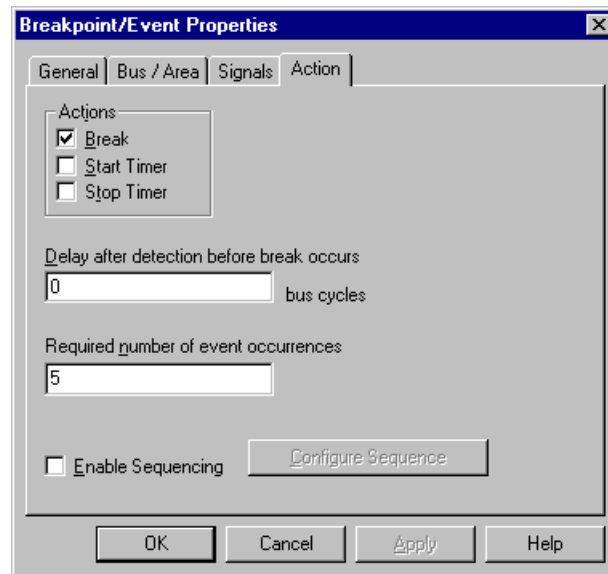 Breakpoint/Event Properties
General Bus / Area Signals Action
Actions
Break
Start Timer
Stop Timer
Delay after detection before break occurs
0 bus cycles
Required number of event occurrences
5
Enable Sequencing Configure Sequence
OK Cancel Apply Help